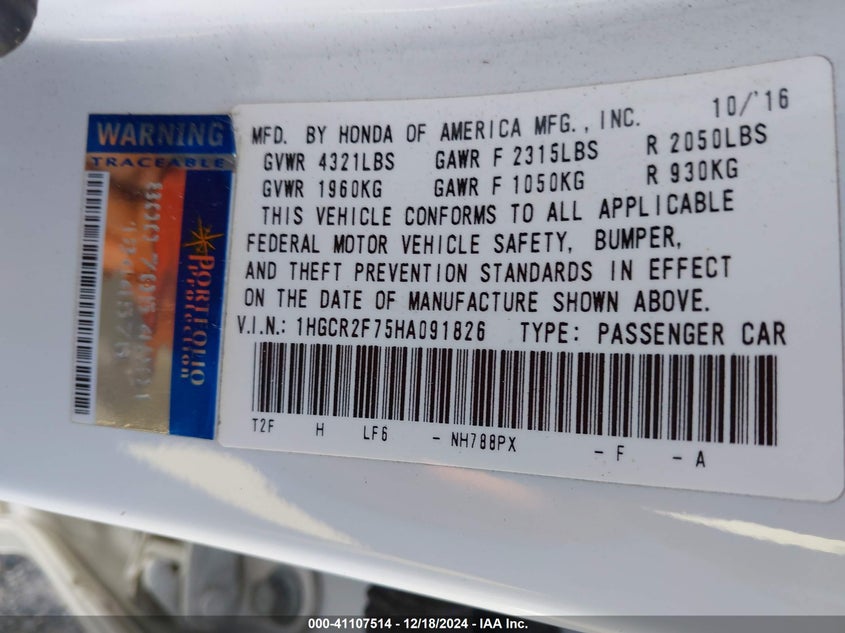 10/'16
MFD. BY HONDA OF AMERICA MFG., INC.
GVWR 4321LBS GAWR F 2315LBS R 2050LBS
GVWR 1960KG GAWR F 1050KG R 930KG
THIS VEHICLE CONFORMS TO ALL APPLICABLE
FEDERAL MOTOR VEHICLE SAFETY, BUMPER,
AND THEFT PREVENTION STANDARDS IN EFFECT
ON THE DATE OF MANUFACTURE SHOWN ABOVE.
V.I.N.: 1HGCR2F75HA091826 TYPE: PASSENGER CAR
T2F H LF6 - NH788PX - F - A
WARNING
TRACEABLE
PORTFOLIO
Protection
000-41107514 - 12/18/2024 - IAA Inc.